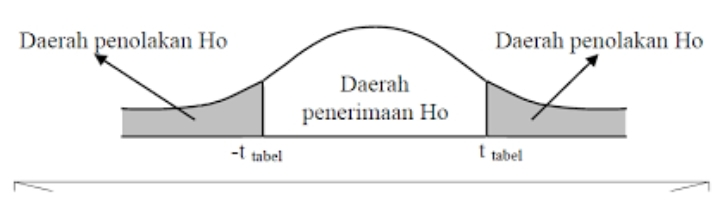 Daerah penolakan Ho
Daerah penolakan Ho
Daerah
penerimaan Ho
-t tabel
t tabel